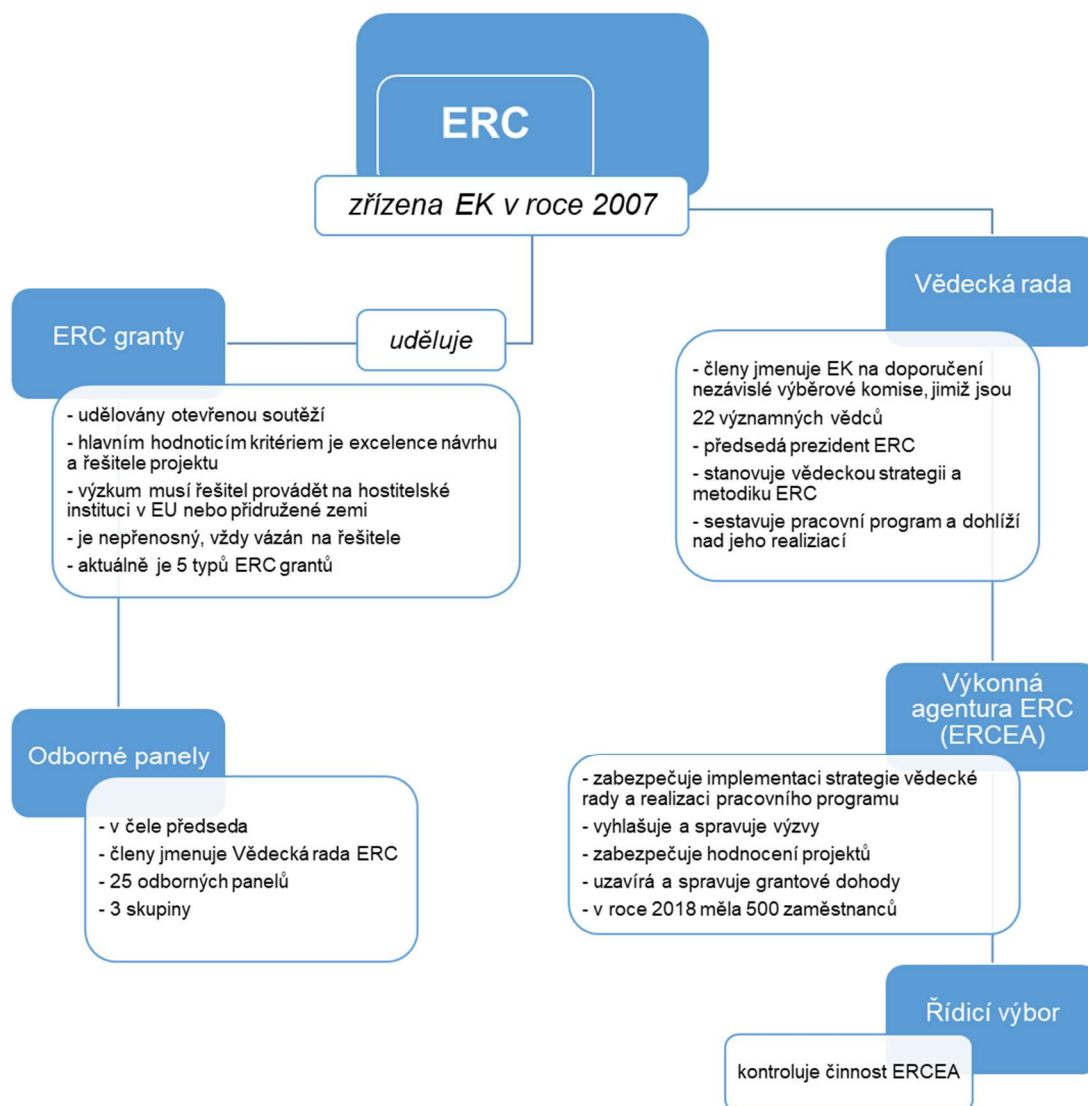 ERC
zřízena EK v roce 2007
ERC granty
uděluje
- udělovány otevřenou soutěží
- hlavním hodnoticím kritériem je excelence návrhu
a řešitele projektu
- výzkum musí řešitel provádět na hostitelské
instituci v EU nebo přidružené zemi
- je nepřenosný, vždy vázán na řešitele
- aktuálně je 5 typů ERC grantů
Odborné panely
- v čele předseda
- členy jmenuje Vědecká rada ERC
- 25 odborných panelů
- 3 skupiny
Vědecká rada
- členy jmenuje EK na doporučení
nezávislé výběrové komise, jimiž jsou
22 významných vědců
- předsedá prezident ERC
- stanovuje vědeckou strategii a
metodiku ERC
- sestavuje pracovní program a dohlíží
nad jeho realiziací
Výkonná
agentura ERC
(ERCEA)
- zabezpečuje implementaci strategie vědecké
rady a realizaci pracovního programu
- vyhlašuje a spravuje výzvy
- zabezpečuje hodnocení projektů
- uzavírá a spravuje grantové dohody
- v roce 2018 měla 500 zaměstnanců
Řídicí výbor
kontroluje činnost ERCEA